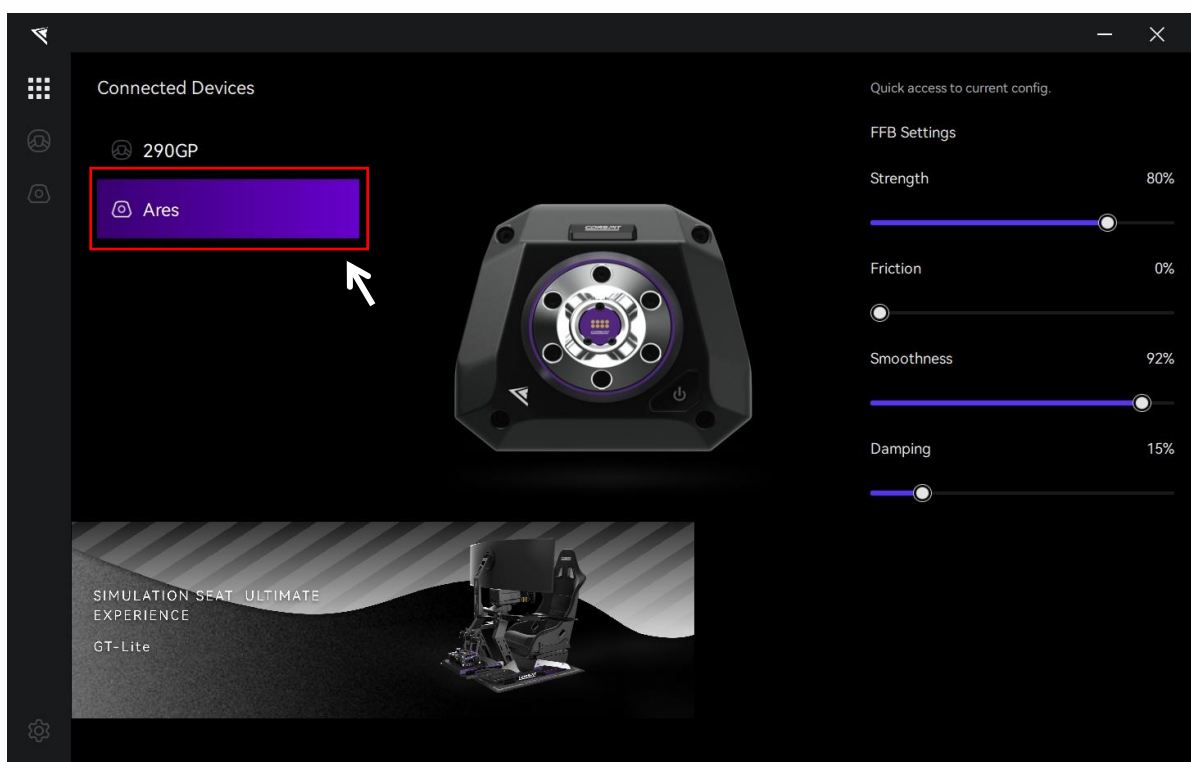 Connected Devices
290GP
Ares
Quick access to current config.
FFB Settings
Strength 80%
Friction 0%
Smoothness 92%
Damping 15%
SIMULATION SEAT ULTIMATE
EXPERIENCE
GT-Lite